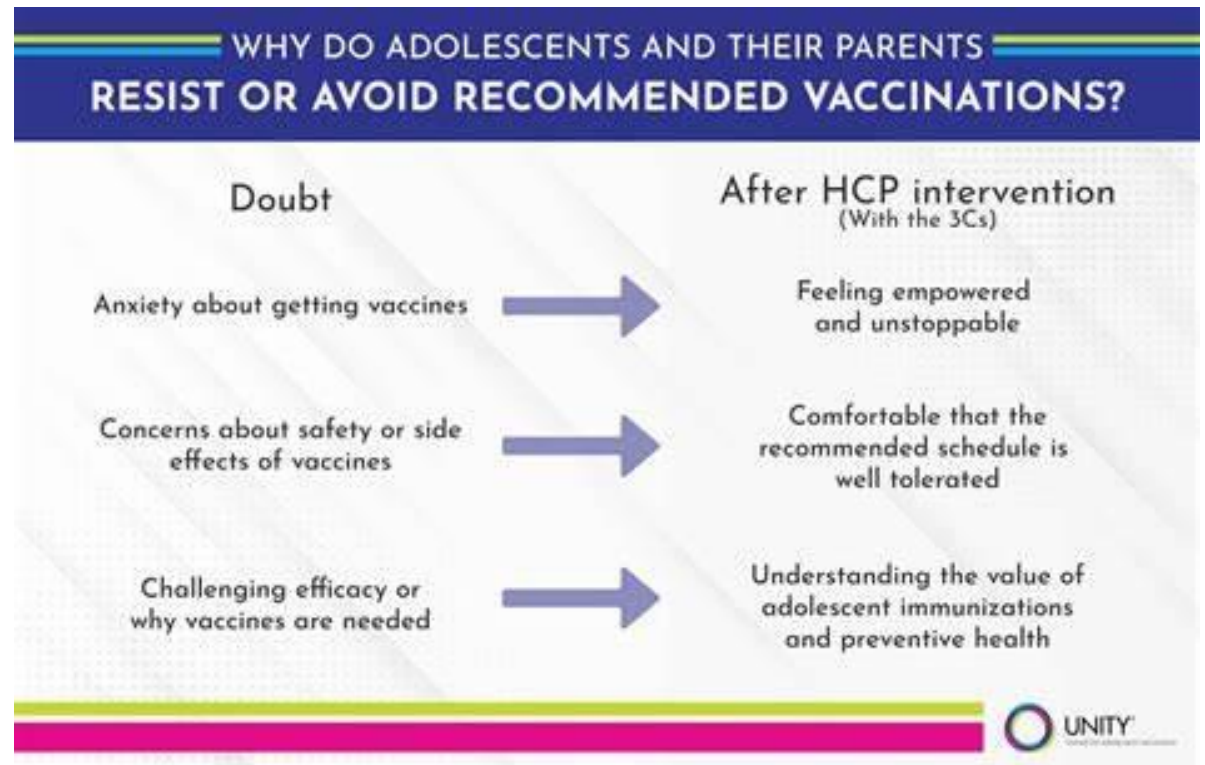 WHY DO ADOLESCENTS AND THEIR PARENTS
RESIST OR AVOID RECOMMENDED VACCINATIONS?
Doubt
After HCP intervention
(With the 3Cs)
Anxiety about getting vaccines
Feeling empowered
and unstoppable
Concerns about safety or side
effects of vaccines
Comfortable that the
recommended schedule is
well tolerated
Challenging efficacy or
why vaccines are needed
Understanding the value of
adolescent immunizations
and preventive health
UNITY